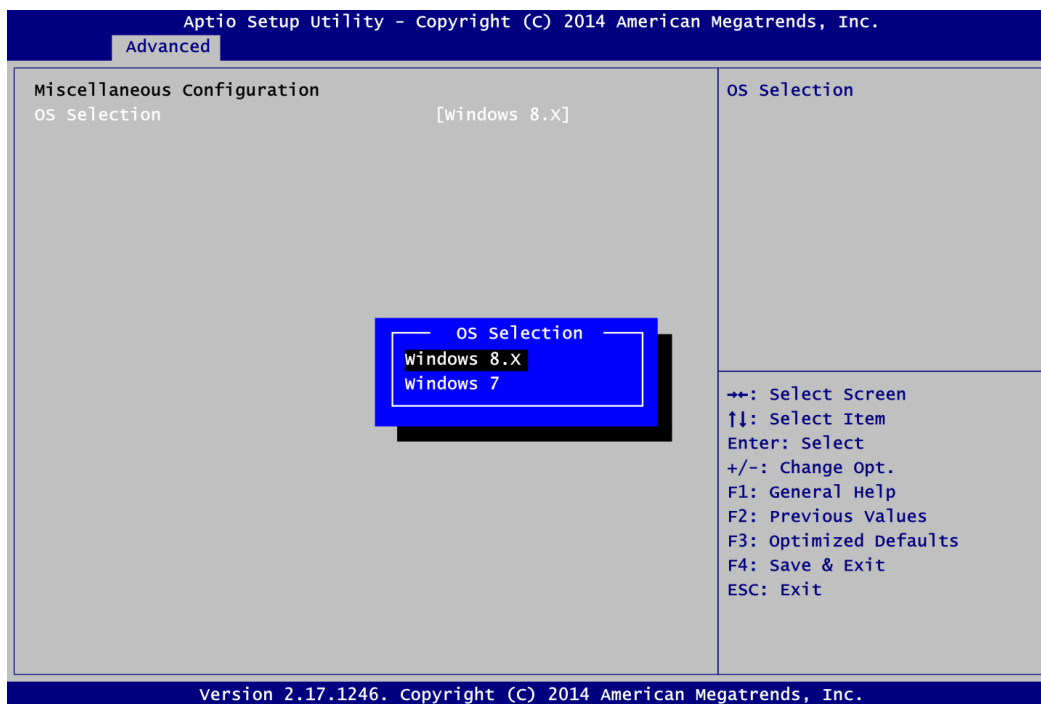 Aptio Setup Utility - Copyright (C) 2014 American Megatrends, Inc.
Advanced
Miscellaneous Configuration
OS Selection [Windows 8.X]
OS Selection
OS Selection
Windows 8.X
Windows 7
→←: Select Screen
↑↓: Select Item
Enter: Select
+/-: Change Opt.
F1: General Help
F2: Previous Values
F3: Optimized Defaults
F4: Save & Exit
ESC: Exit
Version 2.17.1246. Copyright (C) 2014 American Megatrends, Inc.